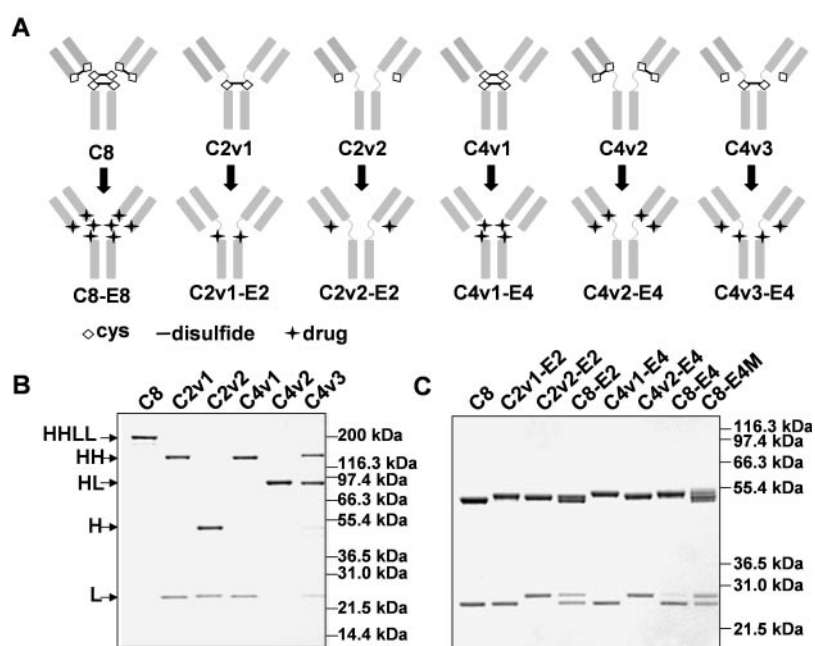 A
C8 C2v1 C2v2 C4v1 C4v2 C4v3
C8-E8 C2v1-E2 C2v2-E2 C4v1-E4 C4v2-E4 C4v3-E4
cys disulfide drug
B
C8 C2v1 C2v2 C4v1 C4v2 C4v3
HHLL
HH
HL
H
L
200 kDa
116.3 kDa
97.4 kDa
66.3 kDa
55.4 kDa
36.5 kDa
31.0 kDa
21.5 kDa
14.4 kDa
C
C8 C2v1-E2 C2v2-E2 C8-E2 C4v1-E4 C4v2-E4 C8-E4 C8-E4M
116.3 kDa
97.4 kDa
66.3 kDa
55.4 kDa
36.5 kDa
31.0 kDa
21.5 kDa